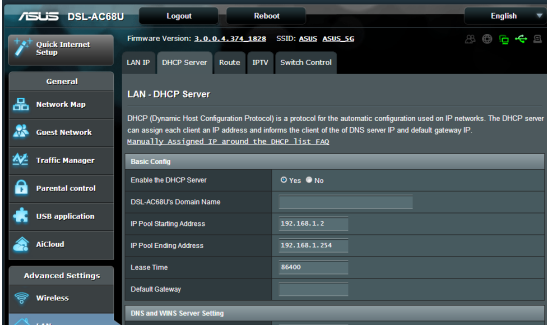 ASUS DSL-AC68U Logout Reboot English
Quick Internet Setup
Firmware Version: 3.0.0.4.374_1828 SSID: ASUS ASUS_5G
LAN IP DHCP Server Route IPTV Switch Control
General
Network Map
Guest Network
Traffic Manager
Parental control
USB application
AiCloud
Advanced Settings
Wireless
LAN - DHCP Server
DHCP (Dynamic Host Configuration Protocol) is a protocol for the automatic configuration used on IP networks. The DHCP server
can assign each client an IP address and informs the client of the of DNS server IP and default gateway IP.
Manually Assigned IP around the DHCP list FAQ
Basic Config
Enable the DHCP Server Yes No
DSL-AC68U's Domain Name
IP Pool Starting Address 192.168.1.2
IP Pool Ending Address 192.168.1.254
Lease Time 86400
Default Gateway
DNS and WINS Server Setting